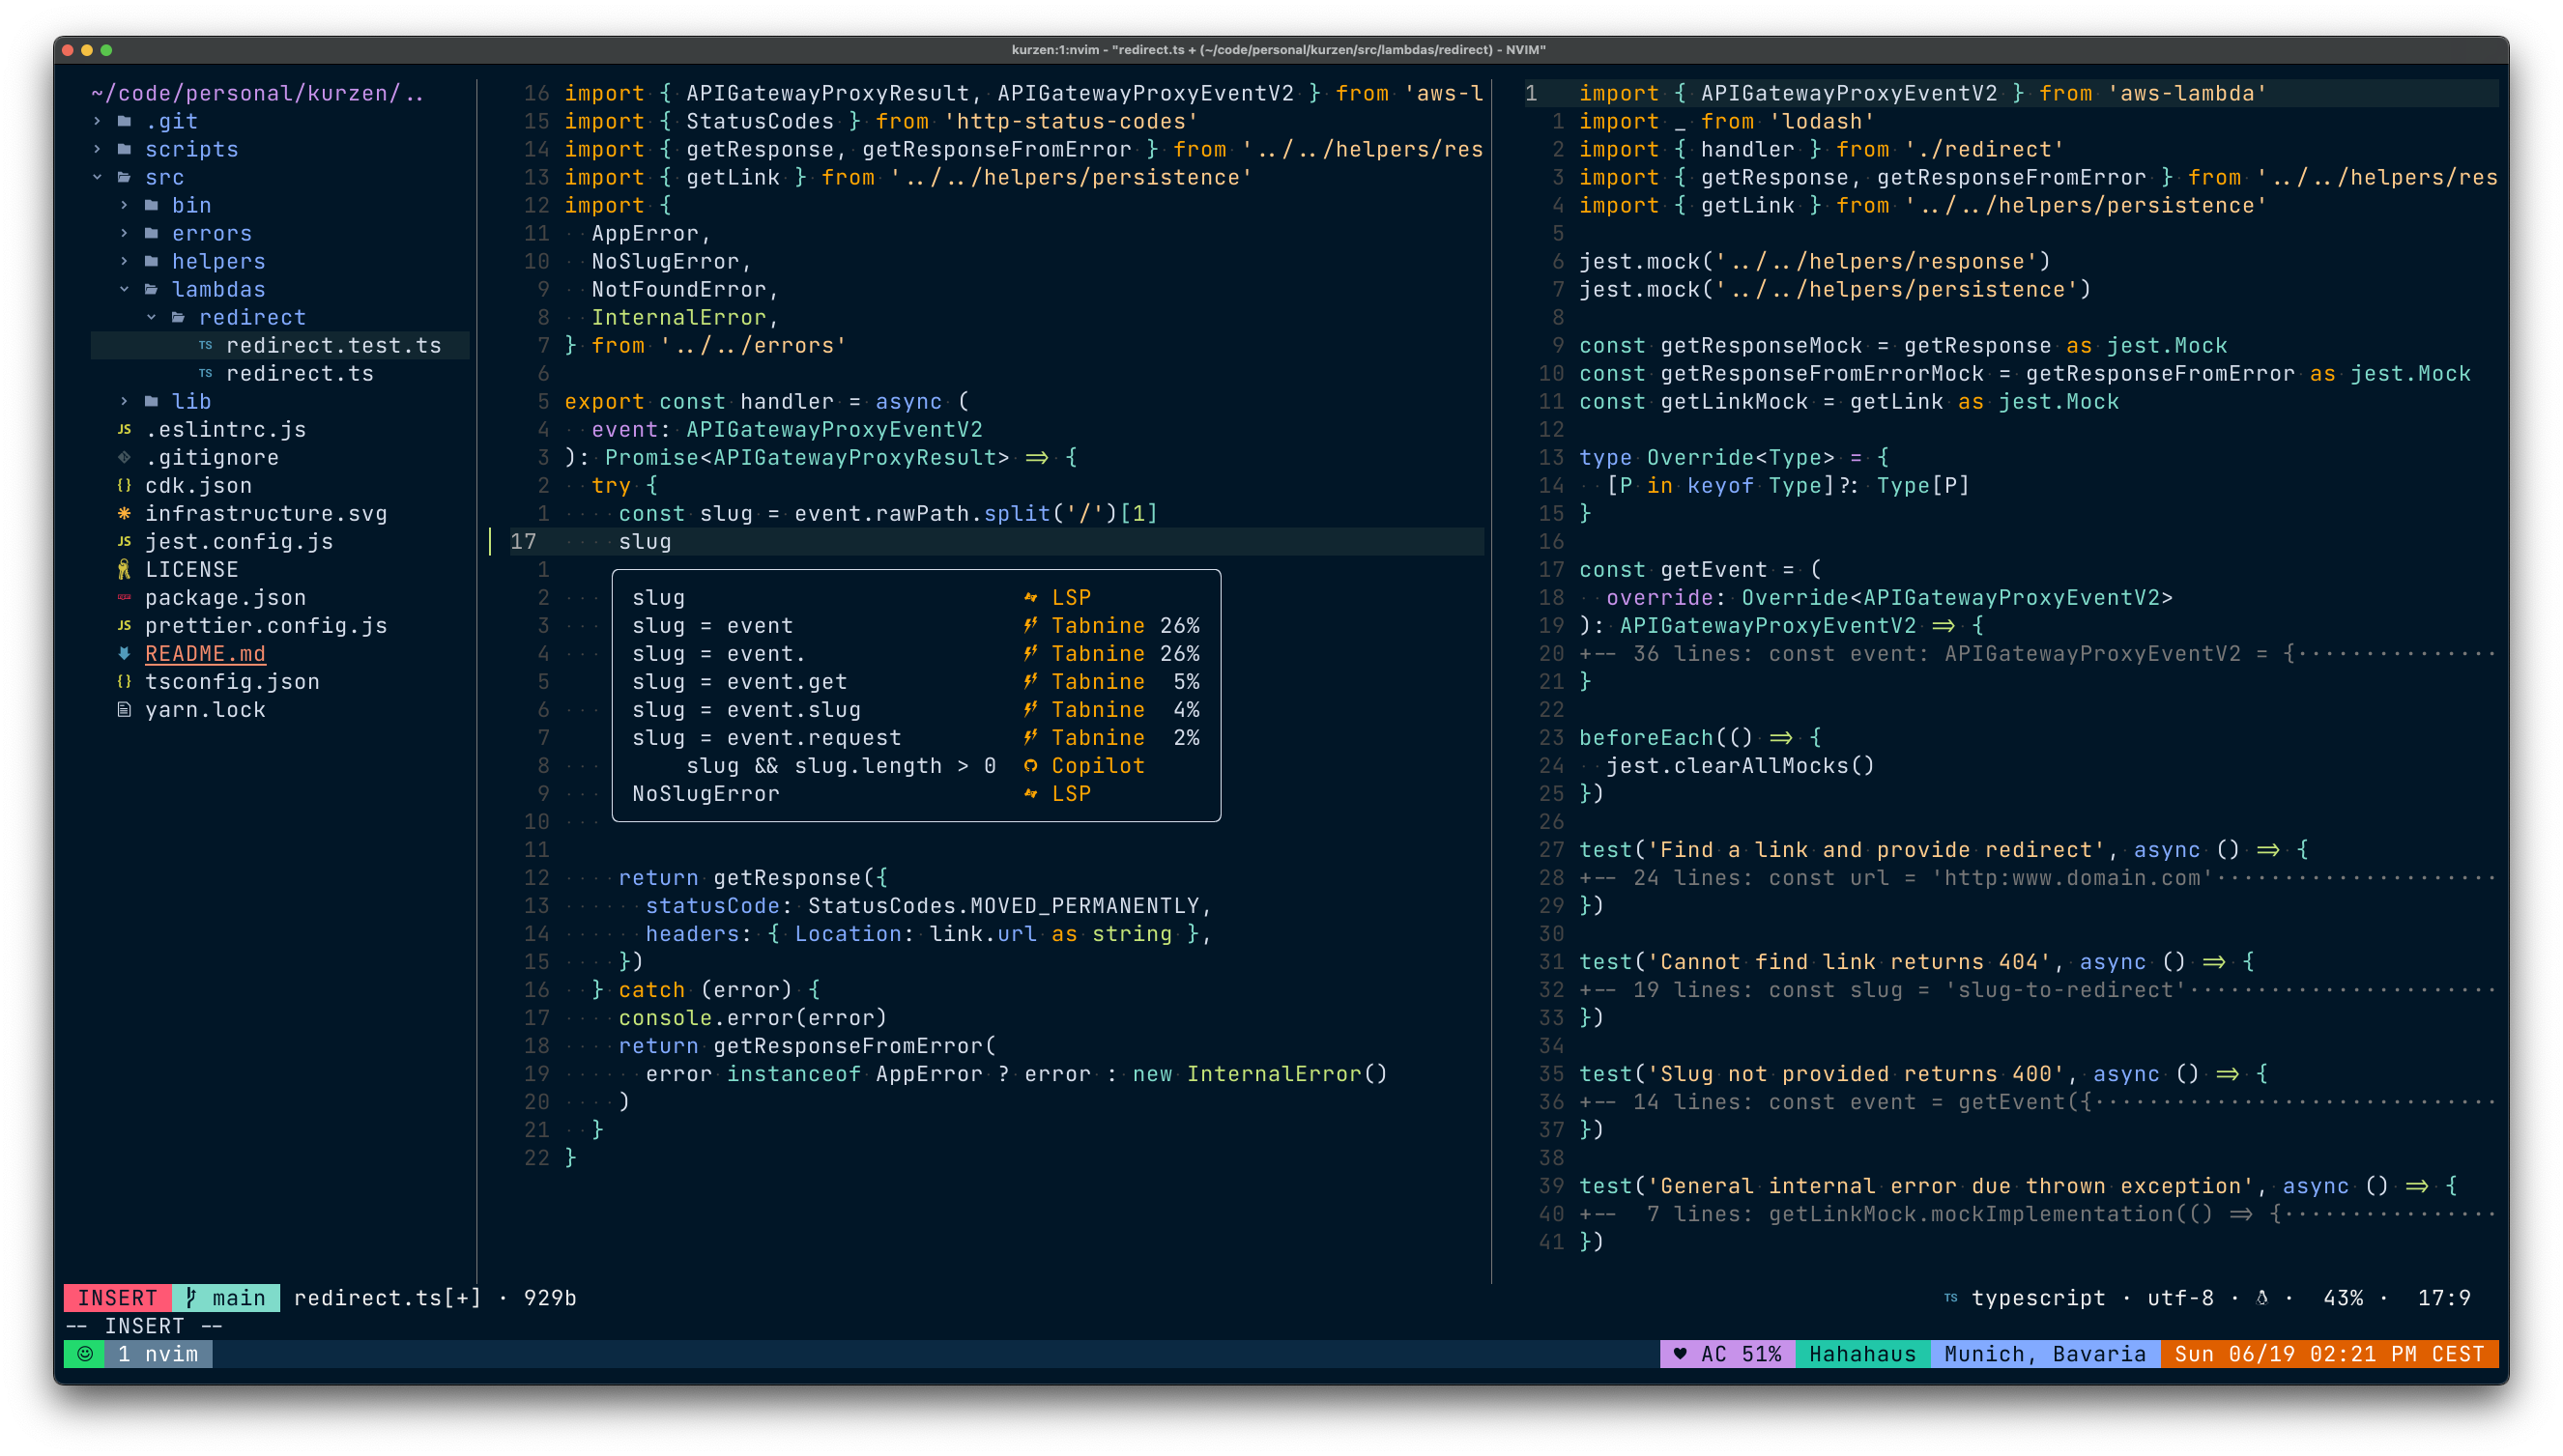 kurzen:1:nvim - "redirect.ts + (~/code/personal/kurzen/src/lambdas/redirect) - NVIM"
~/code/personal/kurzen/..
.git
scripts
src
bin
errors
helpers
lambdas
redirect
TS redirect.test.ts
TS redirect.ts
lib
JS .eslintrc.js
.gitignore
{} cdk.json
infrastructure.svg
JS jest.config.js
LICENSE
package.json
JS prettier.config.js
README.md
{} tsconfig.json
yarn.lock
16 import { APIGatewayProxyResult, APIGatewayProxyEventV2 } from 'aws-l
15 import { StatusCodes } from 'http-status-codes'
14 import { getResponse, getResponseFromError } from '../../helpers/res
13 import { getLink } from '../../helpers/persistence'
12 import {
11 AppError,
10 NoSlugError,
9 NotFoundError,
8 InternalError,
7 } from '../../errors'
6
5 export const handler = async (
4 event: APIGatewayProxyEventV2
3 ): Promise<APIGatewayProxyResult> => {
2 try {
1 const slug = event.rawPath.split('/')[1]
17 slug
1
2 slug LSP
3 slug = event Tabnine 26%
4 slug = event. Tabnine 26%
5 slug = event.get Tabnine 5%
6 slug = event.slug Tabnine 4%
7 slug = event.request Tabnine 2%
8 slug && slug.length > 0 Copilot
9 NoSlugError LSP
10
11
12 return getResponse({
13 statusCode: StatusCodes.MOVED_PERMANENTLY,
14 headers: { Location: link.url as string },
15 })
16 } catch (error) {
17 console.error(error)
18 return getResponseFromError(
19 error instanceof AppError ? error : new InternalError()
20 )
21 }
22 }
1 import { APIGatewayProxyEventV2 } from 'aws-lambda'
1 import _ from 'lodash'
2 import { handler } from './redirect'
3 import { getResponse, getResponseFromError } from '../../helpers/res
4 import { getLink } from '../../helpers/persistence'
5
6 jest.mock('../../helpers/response')
7 jest.mock('../../helpers/persistence')
8
9 const getResponseMock = getResponse as jest.Mock
10 const getResponseFromErrorMock = getResponseFromError as jest.Mock
11 const getLinkMock = getLink as jest.Mock
12
13 type Override<Type> = {
14 [P in keyof Type]?: Type[P]
15 }
16
17 const getEvent = (
18 override: Override<APIGatewayProxyEventV2>
19 ): APIGatewayProxyEventV2 => {
20 +-- 36 lines: const event: APIGatewayProxyEventV2 = {
21 }
22
23 beforeEach(() => {
24 jest.clearAllMocks()
25 })
26
27 test('Find a link and provide redirect', async () => {
28 +-- 24 lines: const url = 'http:www.domain.com'
29 })
30
31 test('Cannot find link returns 404', async () => {
32 +-- 19 lines: const slug = 'slug-to-redirect'
33 })
34
35 test('Slug not provided returns 400', async () => {
36 +-- 14 lines: const event = getEvent({
37 })
38
39 test('General internal error due thrown exception', async () => {
40 +-- 7 lines: getLinkMock.mockImplementation(() => {
41 })
INSERT main redirect.ts[+] · 929b TS typescript · utf-8 · 43% · 17:9
-- INSERT --
1 nvim ♥ AC 51% Hahahaus Munich, Bavaria Sun 06/19 02:21 PM CEST